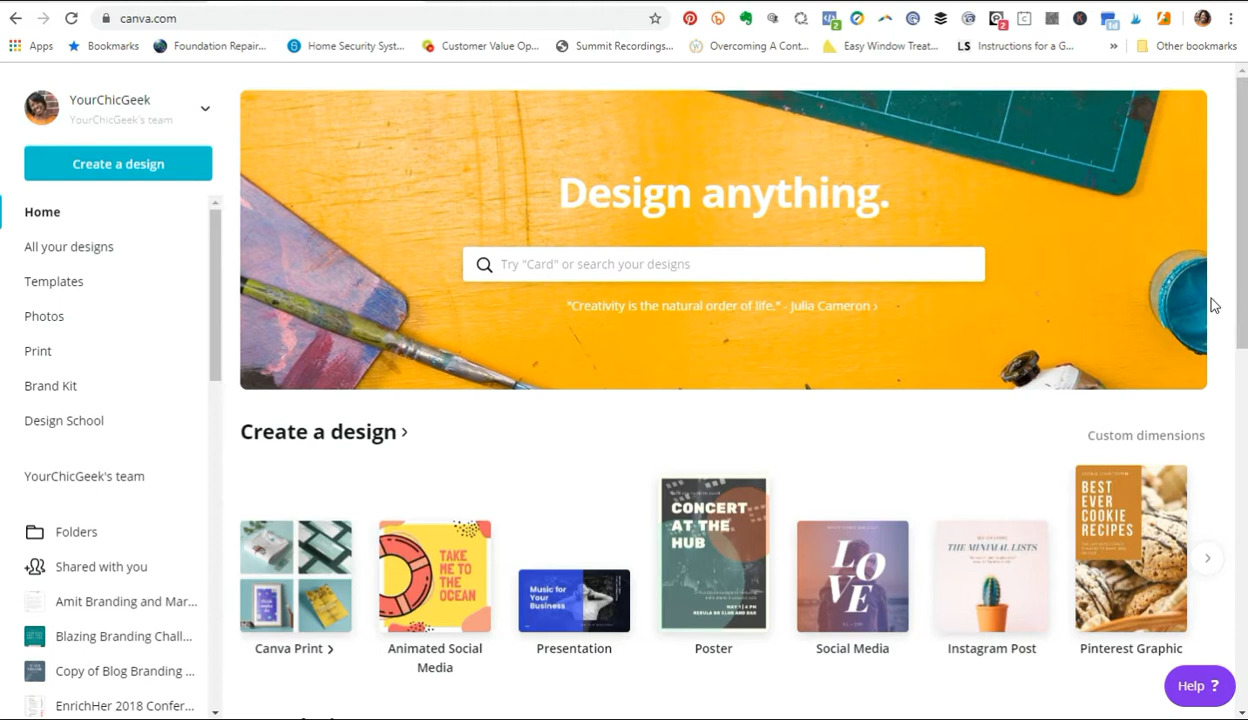 canva.com
2
2
1d
Apps
Bookmarks
Foundation Repair...
Home Security Syst...
Customer Value Op...
Summit Recordings...
Overcoming A Cont...
Easy Window Treat...
LS Instructions for a G...
»
Other bookmarks
YourChicGeek
YourChicGeek's team
Create a design
Home
All your designs
Templates
Photos
Print
Brand Kit
Design School
YourChicGeek's team
Folders
Shared with you
Amit Branding and Mar...
Blazing Branding Chall...
Copy of Blog Branding ...
EnrichHer 2018 Confer...
Design anything.
Try "Card" or search your designs
"Creativity is the natural order of life." - Julia Cameron ›
Create a design ›
Custom dimensions
TAKE
ME TO
THE
OCEAN
Music for
Your
Business
CONCERT
AT THE
HUB
LOVE
THE MINIMAL LISTS
BEST
EVER
COOKIE
RECIPES
Canva Print ›
Animated Social
Media
Presentation
Poster
Social Media
Instagram Post
Pinterest Graphic
Help ?